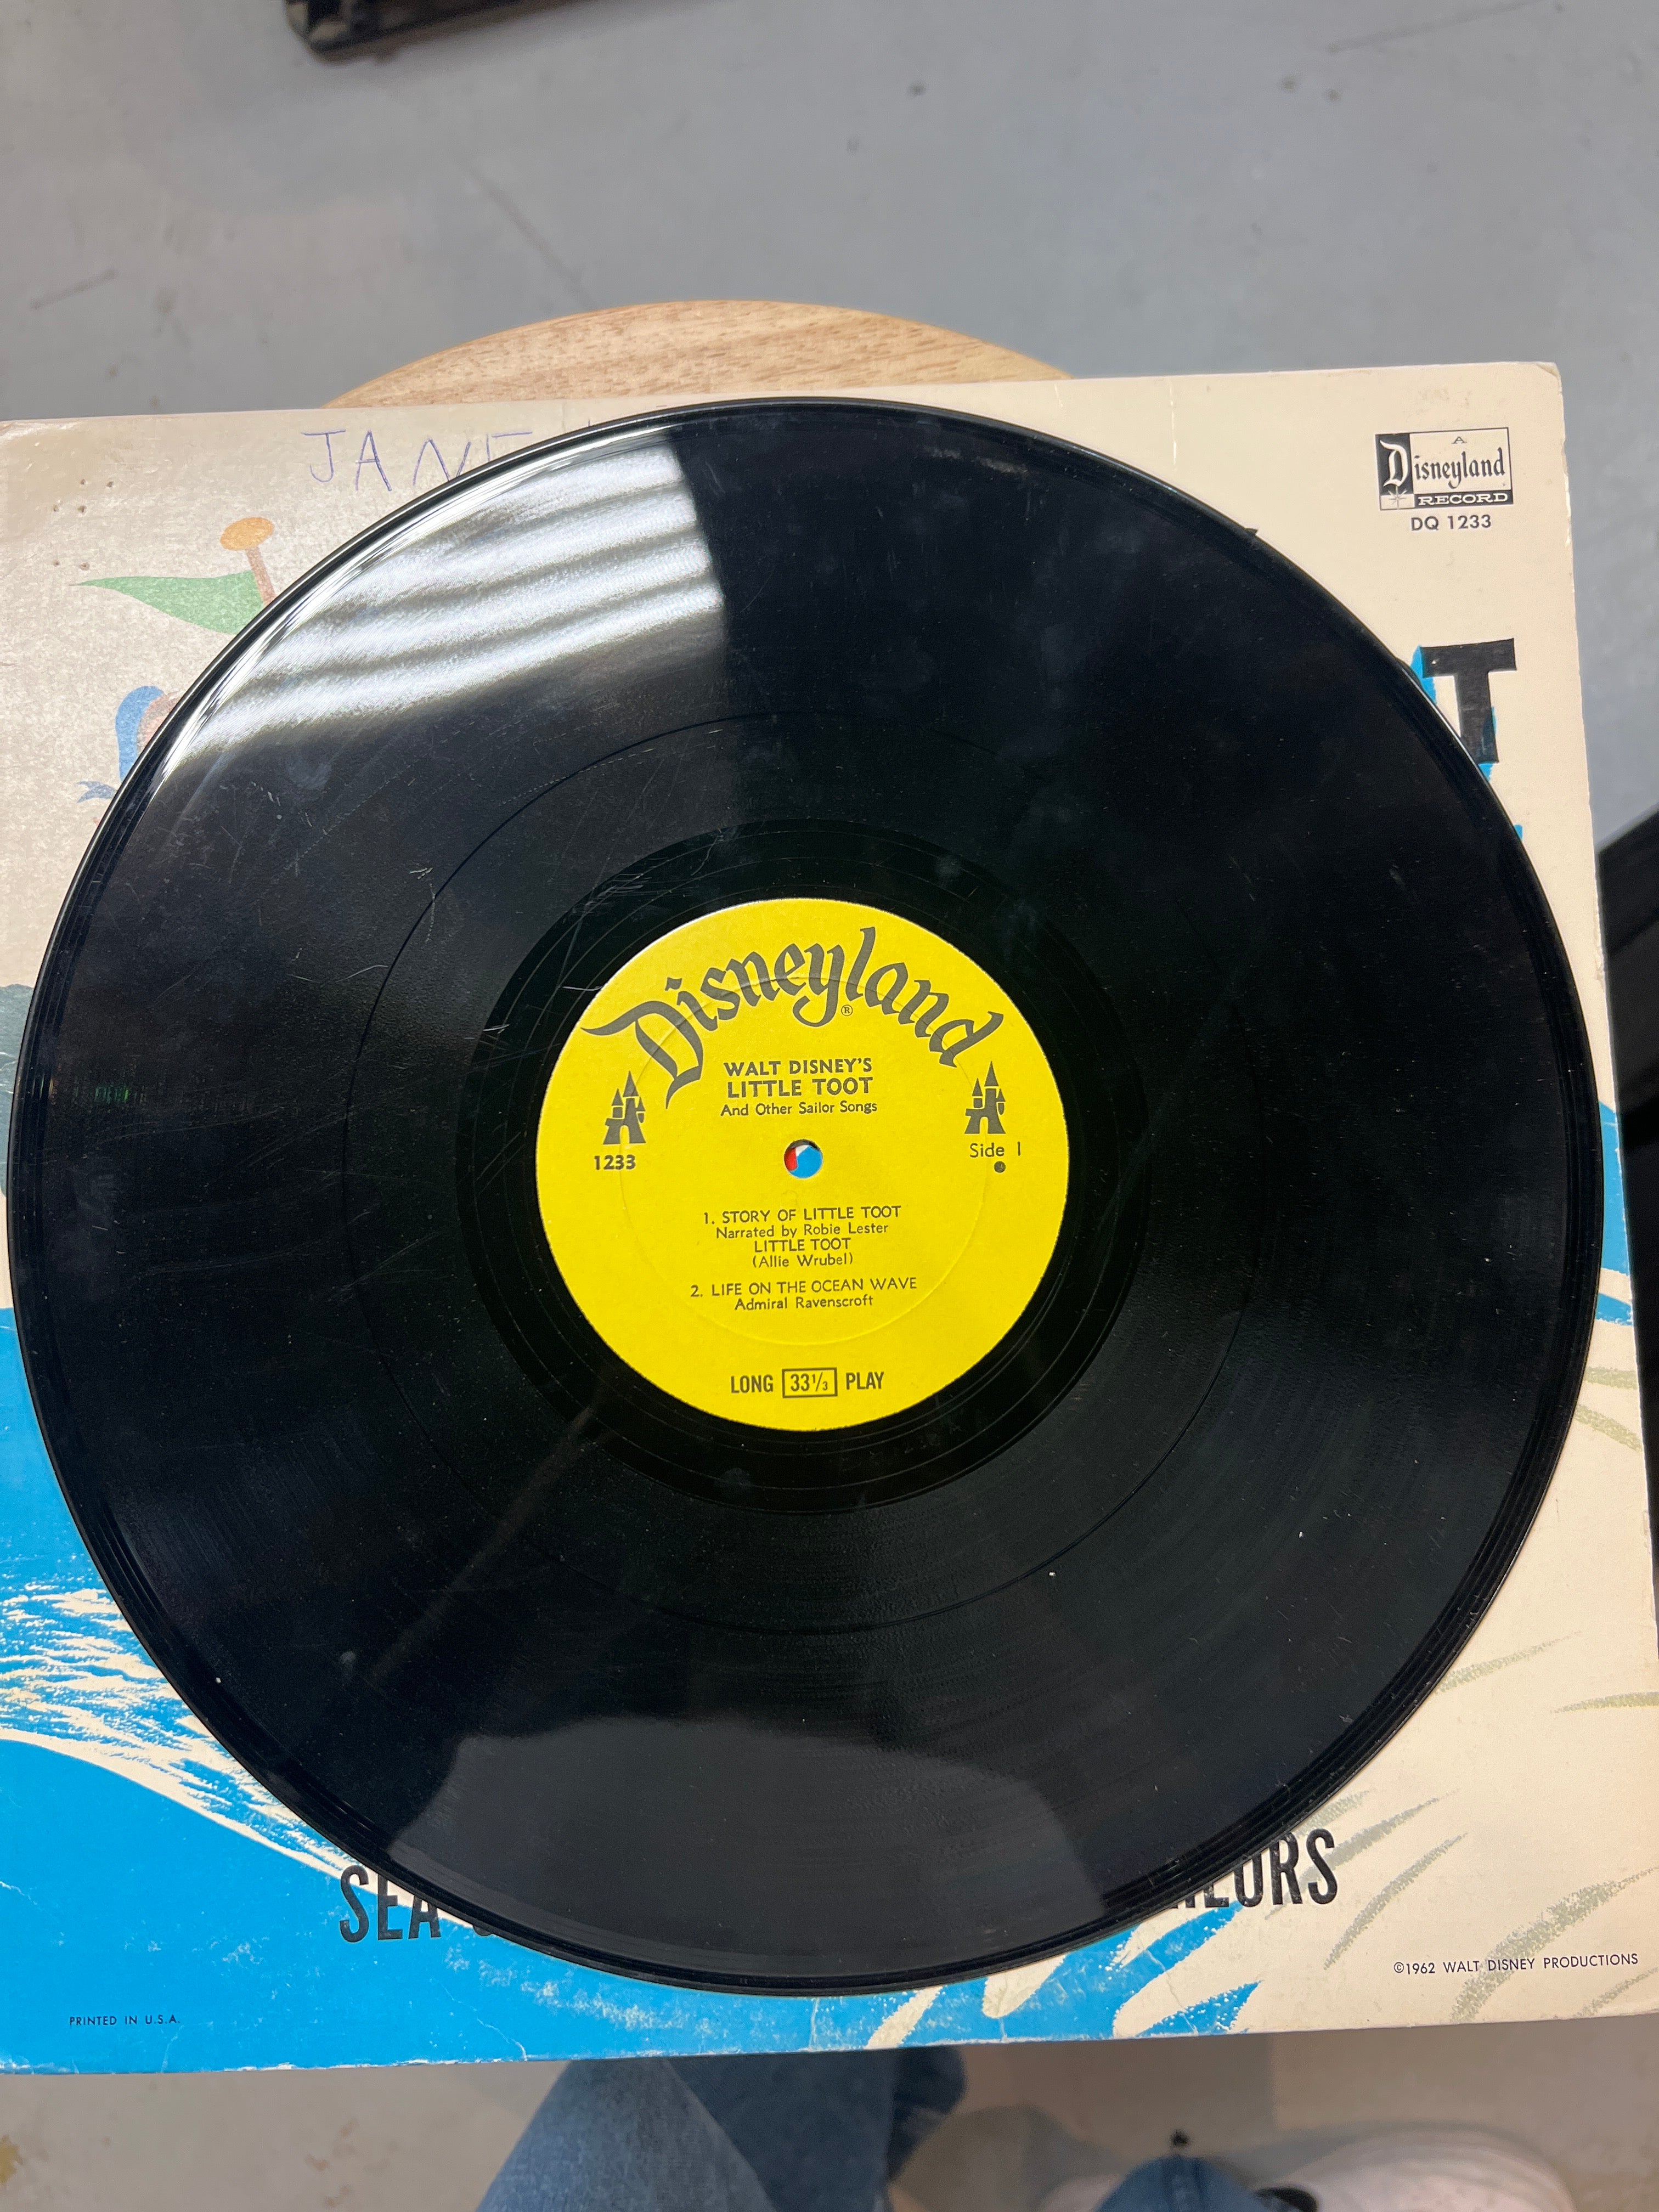 A
Disneyland
RECORD
DQ 1233
T
Disneyland
®
WALT DISNEY'S
LITTLE TOOT
And Other Sailor Songs
1233
Side 1
1. STORY OF LITTLE TOOT
Narrated by Robie Lester
LITTLE TOOT
(Allie Wrubel)
2. LIFE ON THE OCEAN WAVE
Admiral Ravenscroft
LONG 33⅓ PLAY
SEA
©1962 WALT DISNEY PRODUCTIONS
PRINTED IN U.S.A.